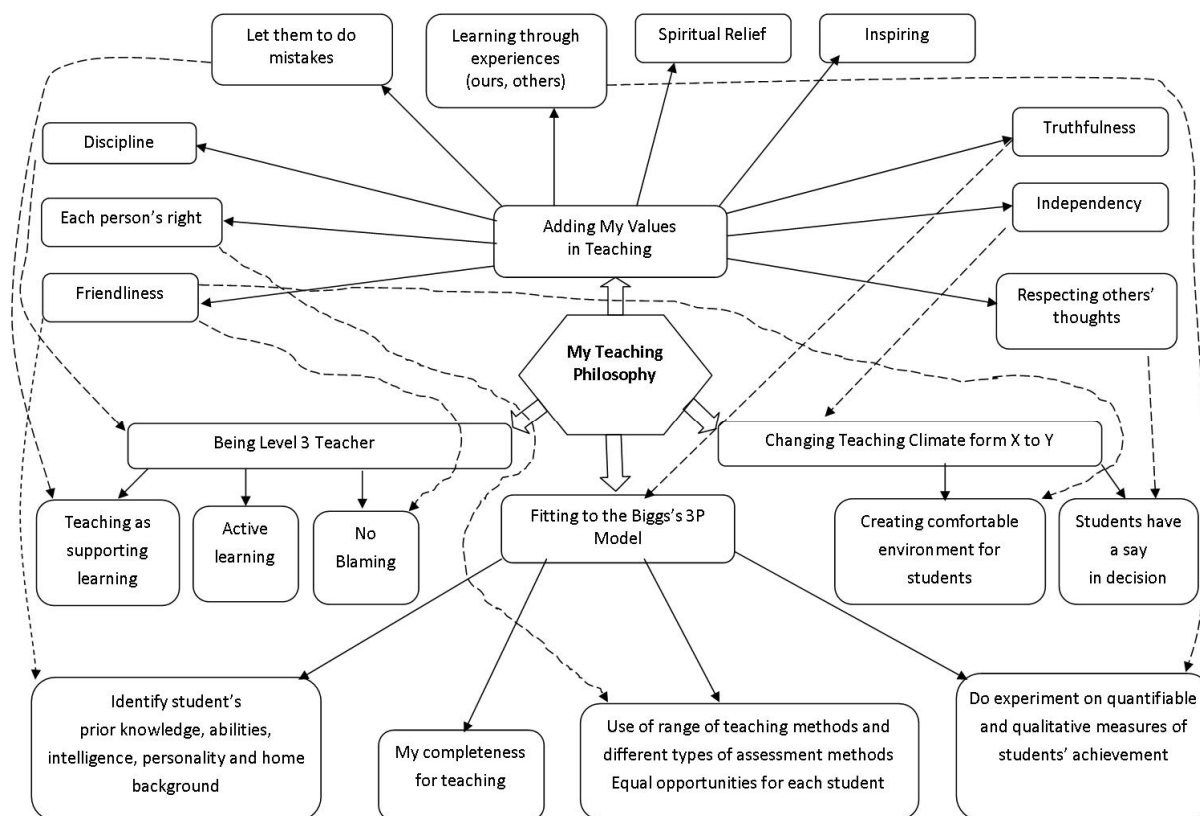 Let them to do
mistakes
Learning through
experiences
(ours, others)
Spiritual Relief
Inspiring
Discipline
Truthfulness
Each person's right
Adding My Values
in Teaching
Independency
Friendliness
Respecting others'
thoughts
My Teaching
Philosophy
Being Level 3 Teacher
Changing Teaching Climate form X to Y
Teaching as
supporting
learning
Active
learning
No
Blaming
Fitting to the Biggs's 3P
Model
Creating comfortable
environment for
students
Students have
a say
in decision
Identify student's
prior knowledge, abilities,
intelligence, personality and home
background
My completeness
for teaching
Use of range of teaching methods and
different types of assessment methods
Equal opportunities for each student
Do experiment on quantifiable
and qualitative measures of
students' achievement